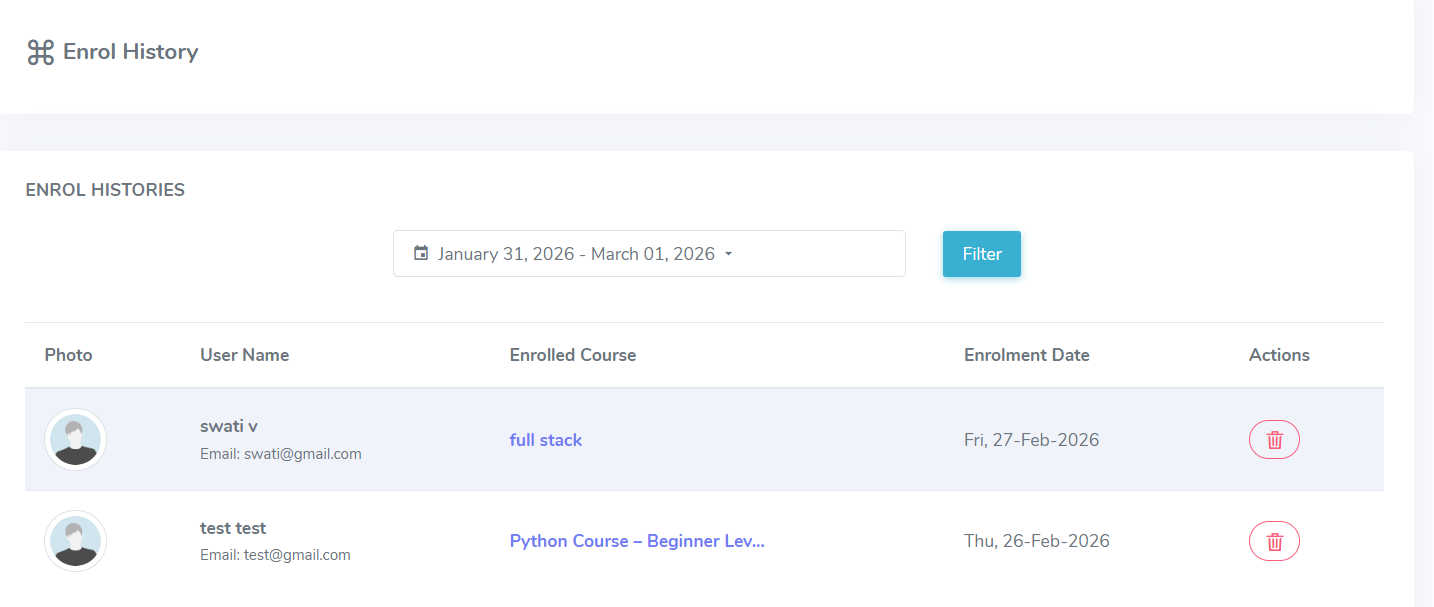 Enrol History
ENROL HISTORIES
January 31, 2026 - March 01, 2026
Filter
Photo User Name Enrolled Course Enrolment Date Actions
swati v
Email: swati@gmail.com
full stack
Fri, 27-Feb-2026
test test
Email: test@gmail.com
Python Course – Beginner Lev...
Thu, 26-Feb-2026